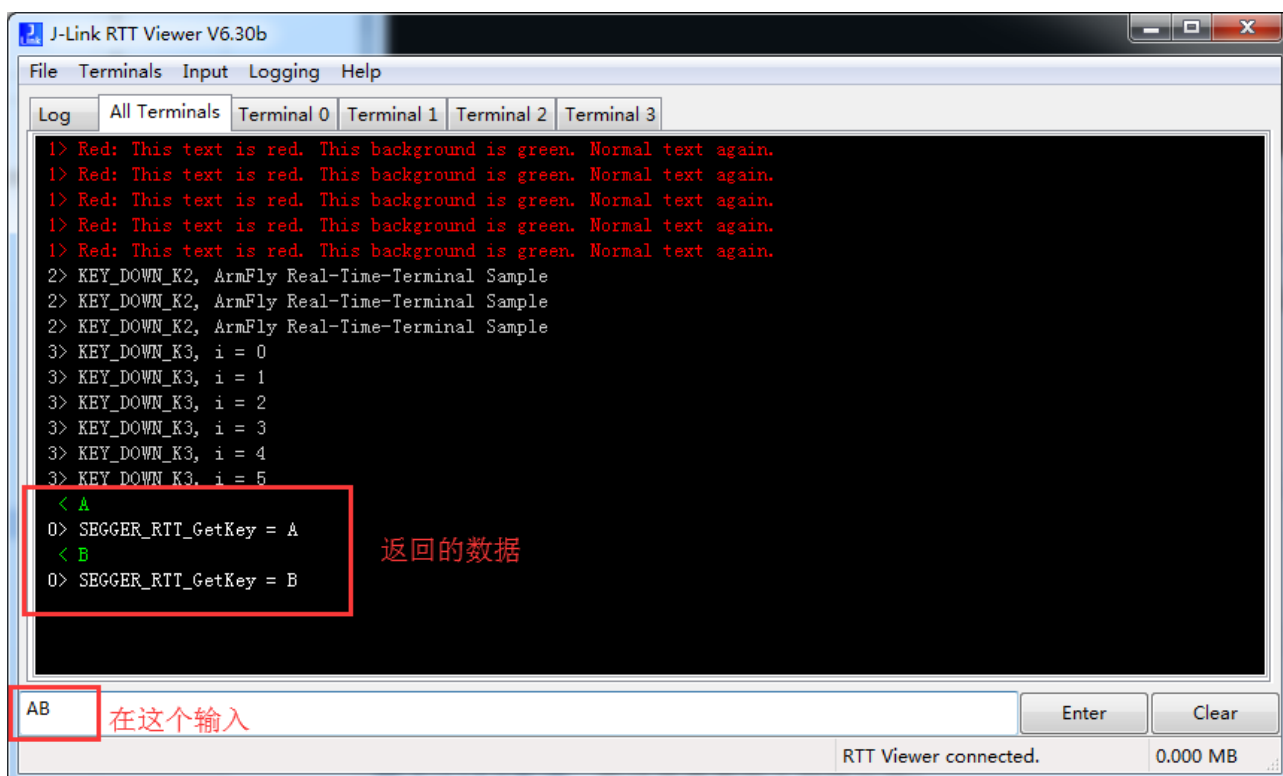 J-Link RTT Viewer V6.30b
File Terminals Input Logging Help
Log All Terminals Terminal 0 Terminal 1 Terminal 2 Terminal 3
1> Red: This text is red. This background is green. Normal text again.
1> Red: This text is red. This background is green. Normal text again.
1> Red: This text is red. This background is green. Normal text again.
1> Red: This text is red. This background is green. Normal text again.
1> Red: This text is red. This background is green. Normal text again.
2> KEY_DOWN_K2, ArmFly Real-Time-Terminal Sample
2> KEY_DOWN_K2, ArmFly Real-Time-Terminal Sample
2> KEY_DOWN_K2, ArmFly Real-Time-Terminal Sample
3> KEY_DOWN_K3, i = 0
3> KEY_DOWN_K3, i = 1
3> KEY_DOWN_K3, i = 2
3> KEY_DOWN_K3, i = 3
3> KEY_DOWN_K3, i = 4
3> KEY_DOWN_K3, i = 5
< A
0> SEGGER_RTT_GetKey = A
< B
0> SEGGER_RTT_GetKey = B
返回的数据
AB
在这个输入
Enter Clear
RTT Viewer connected. 0.000 MB